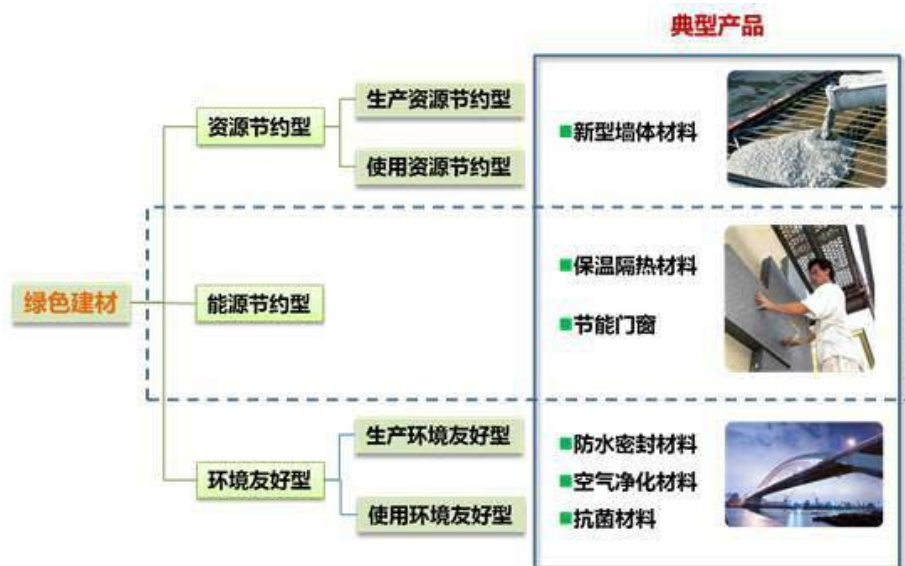 典型产品
生产资源节约型
资源节约型
使用资源节约型
新型墙体材料
绿色建材
能源节约型
保温隔热材料
节能门窗
生产环境友好型
环境友好型
使用环境友好型
防水密封材料
空气净化材料
抗菌材料